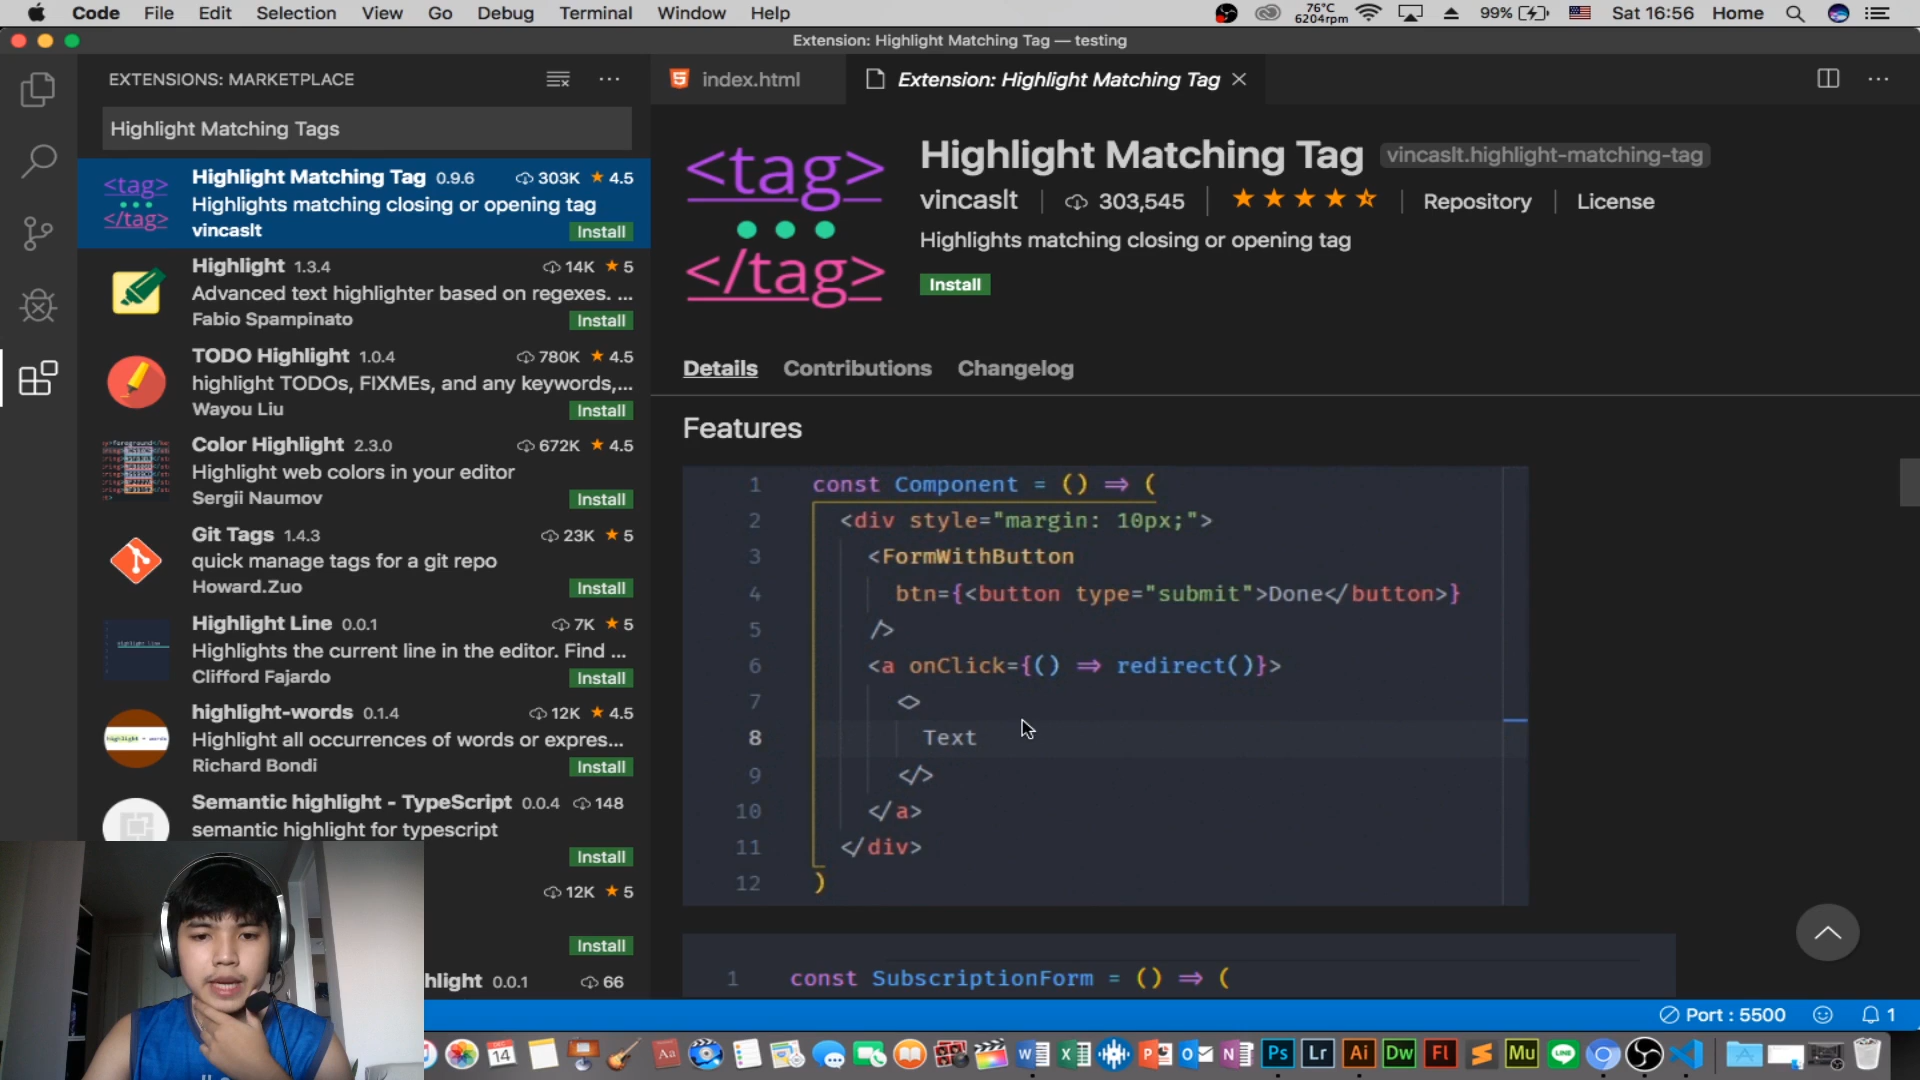 Code File Edit Selection View Go Debug Terminal Window Help
76°C
6204rpm
99%
Sat 16:56 Home
Extension: Highlight Matching Tag — testing
EXTENSIONS: MARKETPLACE
Highlight Matching Tags
<tag>
</tag>
Highlight Matching Tag 0.9.6 303K ★ 4.5
Highlights matching closing or opening tag
vincaslt
Install
Highlight 1.3.4 14K ★ 5
Advanced text highlighter based on regexes. ...
Fabio Spampinato
Install
TODO Highlight 1.0.4 780K ★ 4.5
highlight TODOs, FIXMEs, and any keywords,...
Wayou Liu
Install
Color Highlight 2.3.0 672K ★ 4.5
Highlight web colors in your editor
Sergii Naumov
Install
Git Tags 1.4.3 23K ★ 5
quick manage tags for a git repo
Howard.Zuo
Install
Highlight Line 0.0.1 7K ★ 5
Highlights the current line in the editor. Find ...
Clifford Fajardo
Install
highlight-words 0.1.4 12K ★ 4.5
Highlight all occurrences of words or expres...
Richard Bondi
Install
Semantic highlight - TypeScript 0.0.4 148
semantic highlight for typescript
Install
12K ★ 5
Install
hlight 0.0.1 66
index.html
Extension: Highlight Matching Tag
<tag>
</tag>
Highlight Matching Tag vincaslt.highlight-matching-tag
vincaslt 303,545 Repository License
Highlights matching closing or opening tag
Install
Details Contributions Changelog
Features
1 const Component = () => (
2 <div style="margin: 10px;">
3 <FormWithButton
4 btn={<button type="submit">Done</button>}
5 />
6 <a onClick={() => redirect()}>
7 <>
8 Text
9 </>
10 </a>
11 </div>
12 )
1 const SubscriptionForm = () => (
Port : 5500 1
DEC
14
Aa
W X P O N Ps Lr Ai Dw Fl S Mu LINE